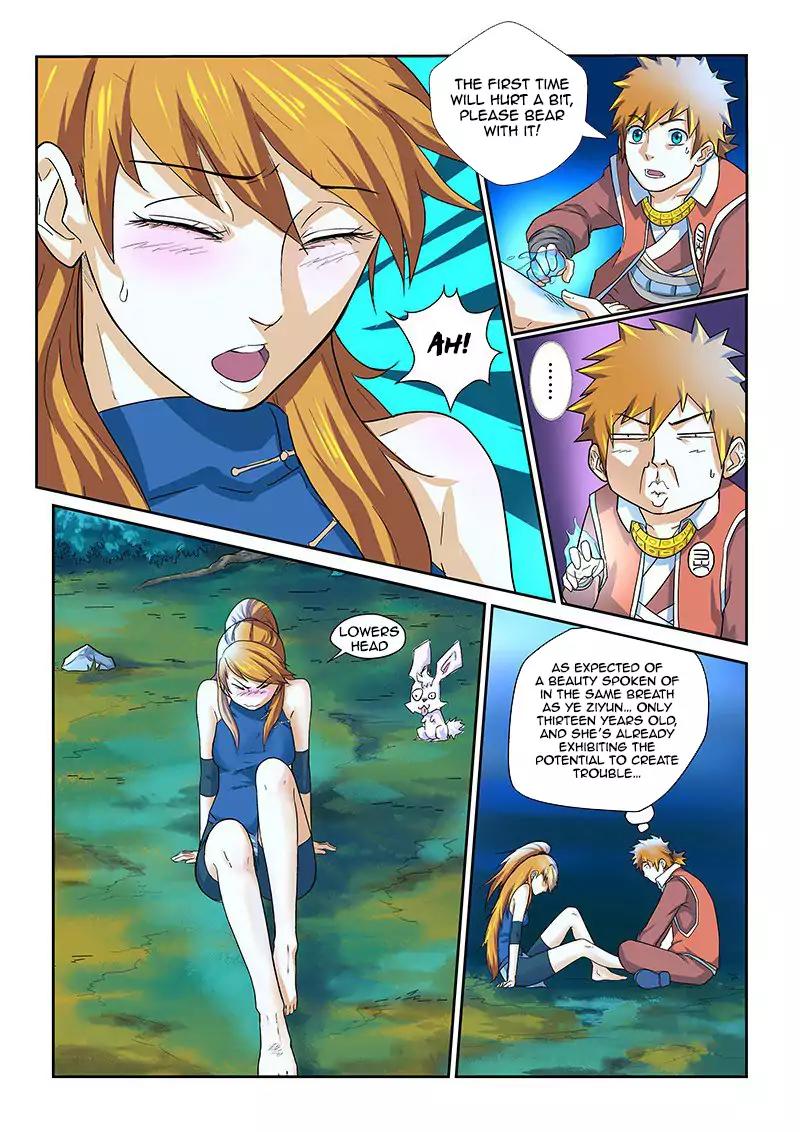 THE FIRST TIME
WILL HURT A BIT,
PLEASE BEAR
WITH IT!
AH!
......
LOWERS
HEAD
AS EXPECTED OF
A BEAUTY SPOKEN OF
IN THE SAME BREATH
AS YE ZIYUN... ONLY
THIRTEEN YEARS OLD,
AND SHE'S ALREADY
EXHIBITING THE
POTENTIAL TO CREATE
TROUBLE...